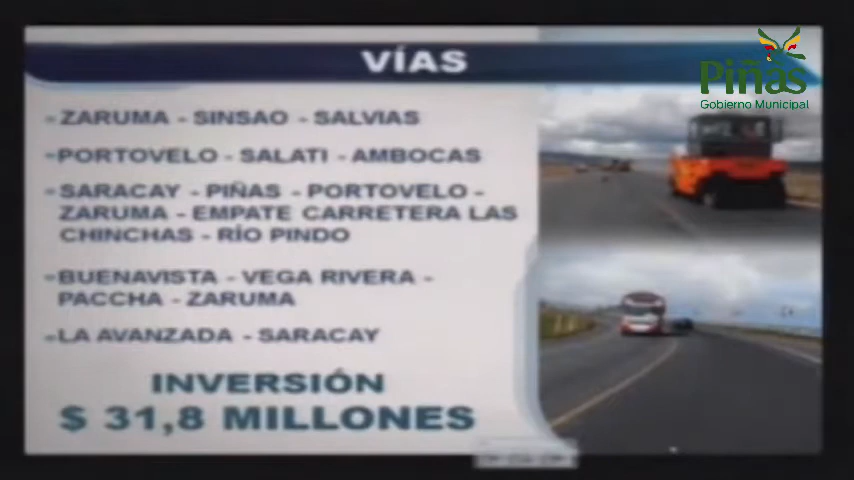 VÍAS
Piñas
Gobierno Municipal
- ZARUMA - SINSAO - SALVIAS
- PORTOVELO - SALATI - AMBOCAS
- SARACAY - PIÑAS - PORTOVELO -
ZARUMA - EMPATE CARRETERA LAS
CHINCHAS - RÍO PINDO
- BUENAVISTA - VEGA RIVERA -
PACCHA - ZARUMA
- LA AVANZADA - SARACAY
INVERSIÓN
$ 31,8 MILLONES